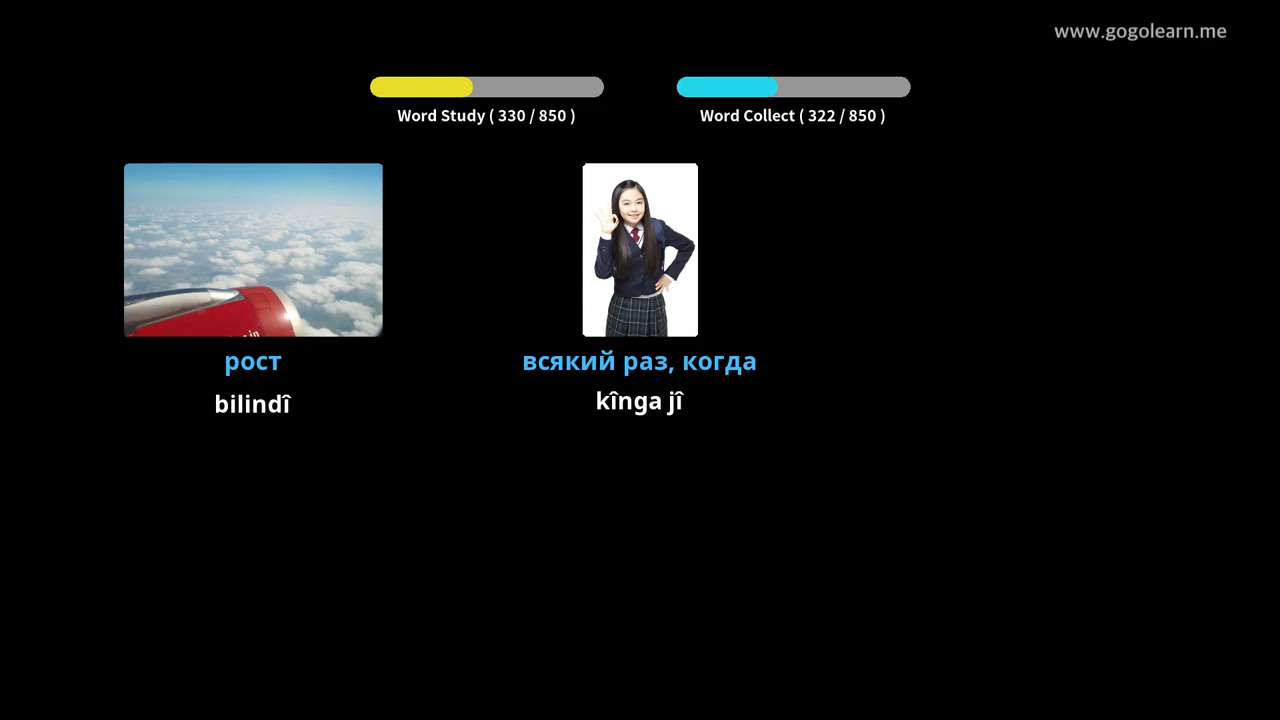 www.gogolearn.me
Word Study ( 330 / 850 )
Word Collect ( 322 / 850 )
рост
bilindî
всякий раз, когда
kînga jî